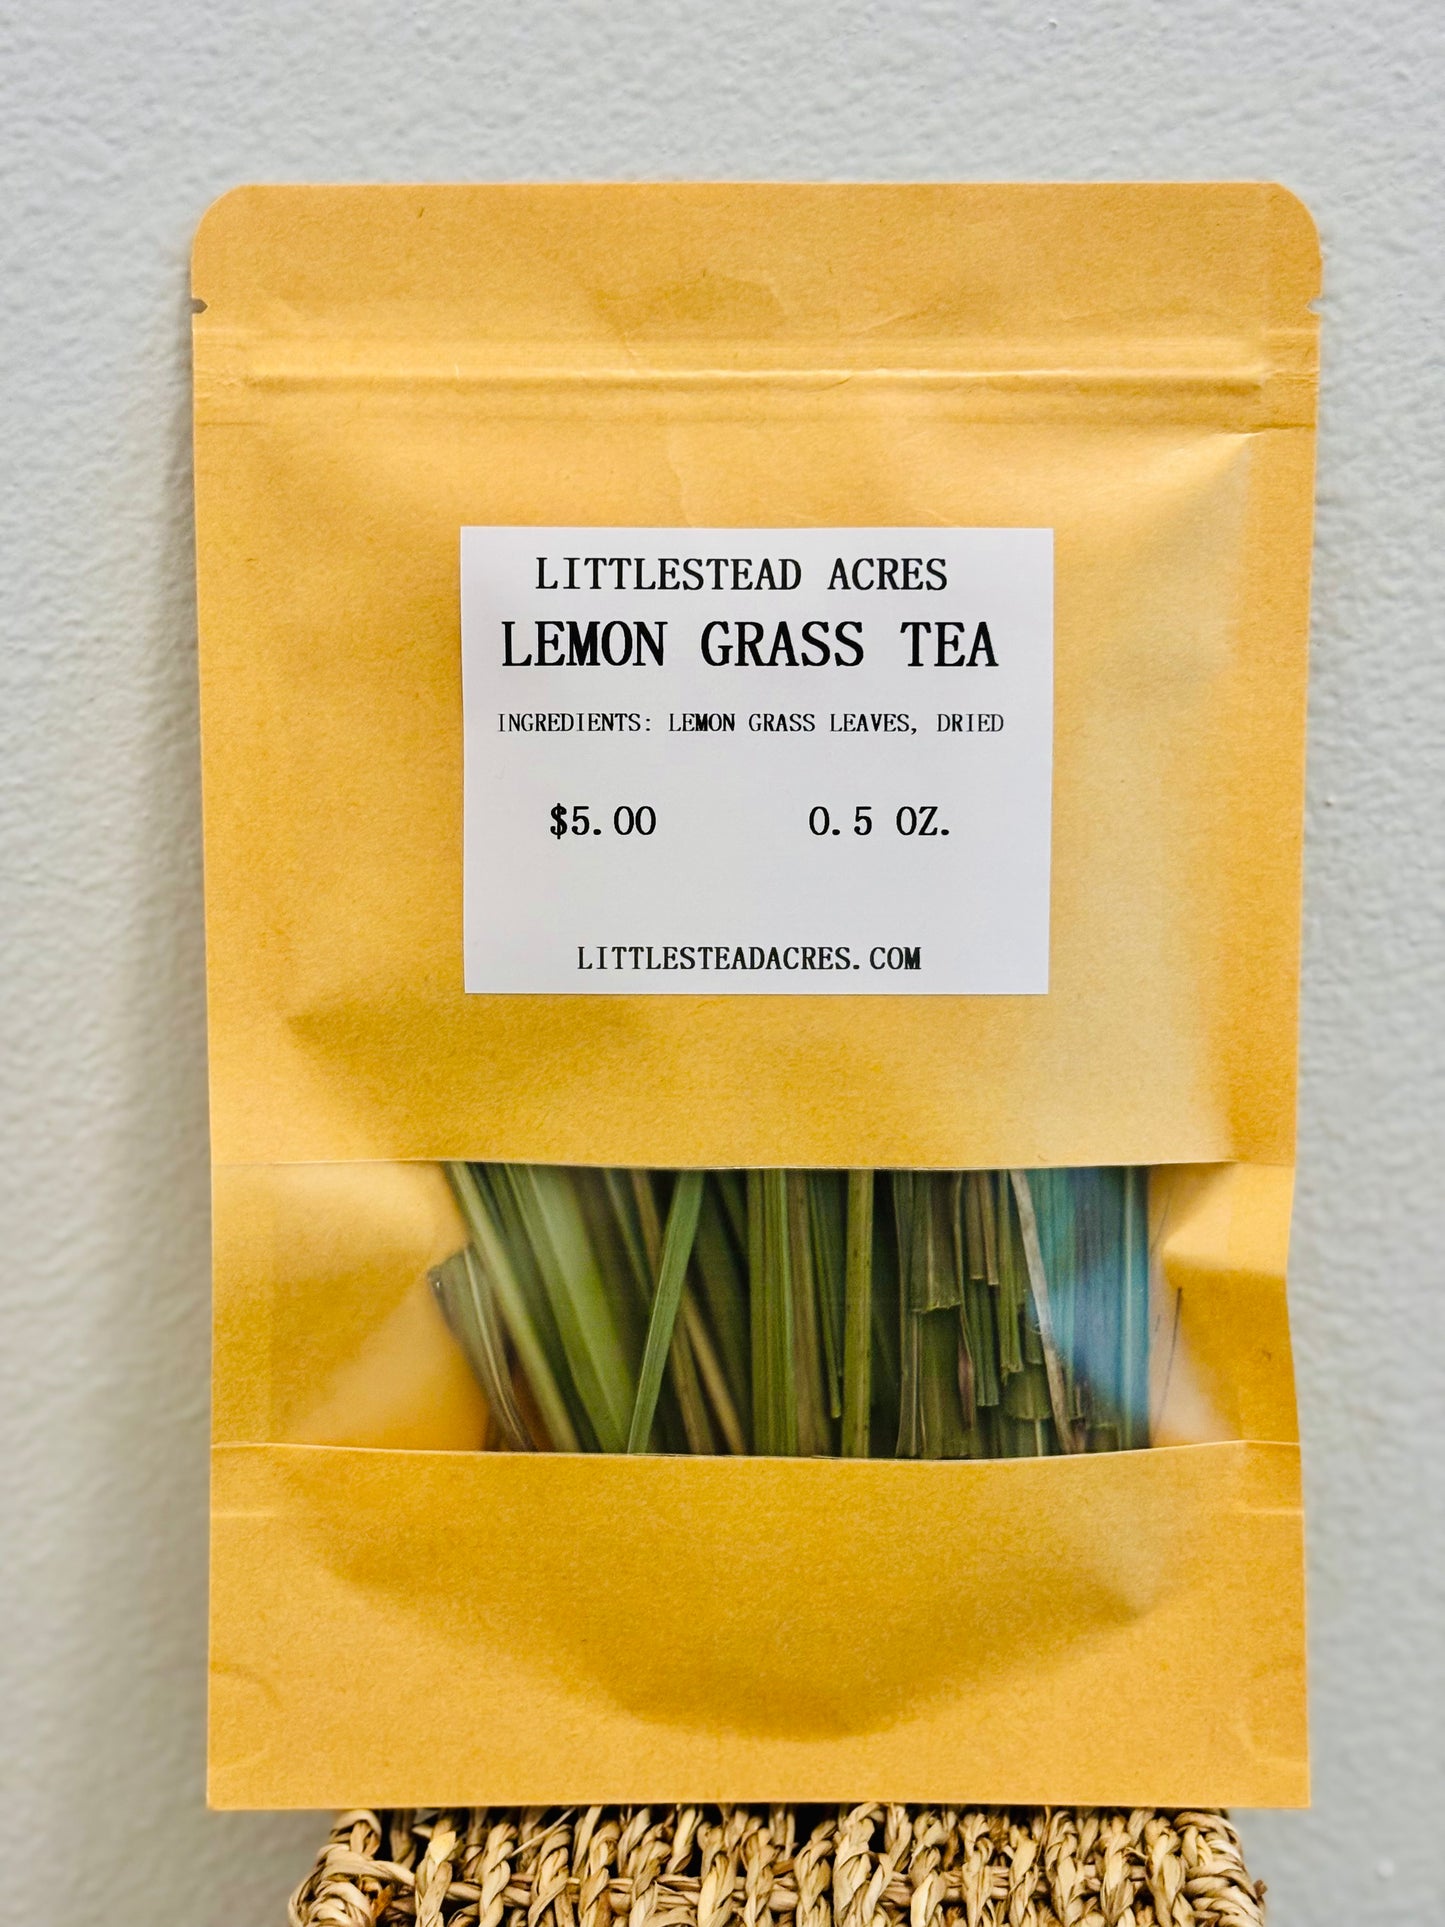 LITTLESTEAD ACRES
LEMON GRASS TEA
INGREDIENTS: LEMON GRASS LEAVES, DRIED
$5.00 0.5 OZ.
LITTLESTEADACRES.COM